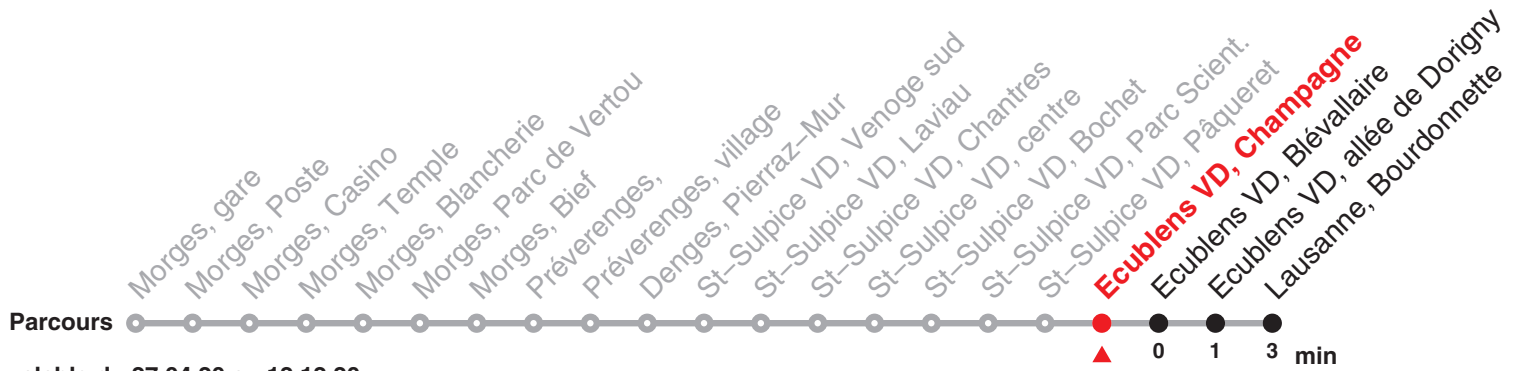 Morges, gare
Morges, Poste
Morges, Casino
Morges, Temple
Morges, Blancherie
Morges, Parc de Vertou
Morges, Bief
Préverenges,
Préverenges, village
Denges, Pierraz-Mur
St-Sulpice VD, Venoge sud
St-Sulpice VD, Laviau
St-Sulpice VD, Chantres
St-Sulpice VD, centre
St-Sulpice VD, Bochet
St-Sulpice VD, Parc Scient.
St-Sulpice VD, Pâqueret
Ecublens VD, Champagne
Ecublens VD, Blévallaire
Ecublens VD, allée de Dorigny
Lausanne, Bourdonnette
Parcours
0 1 3 min